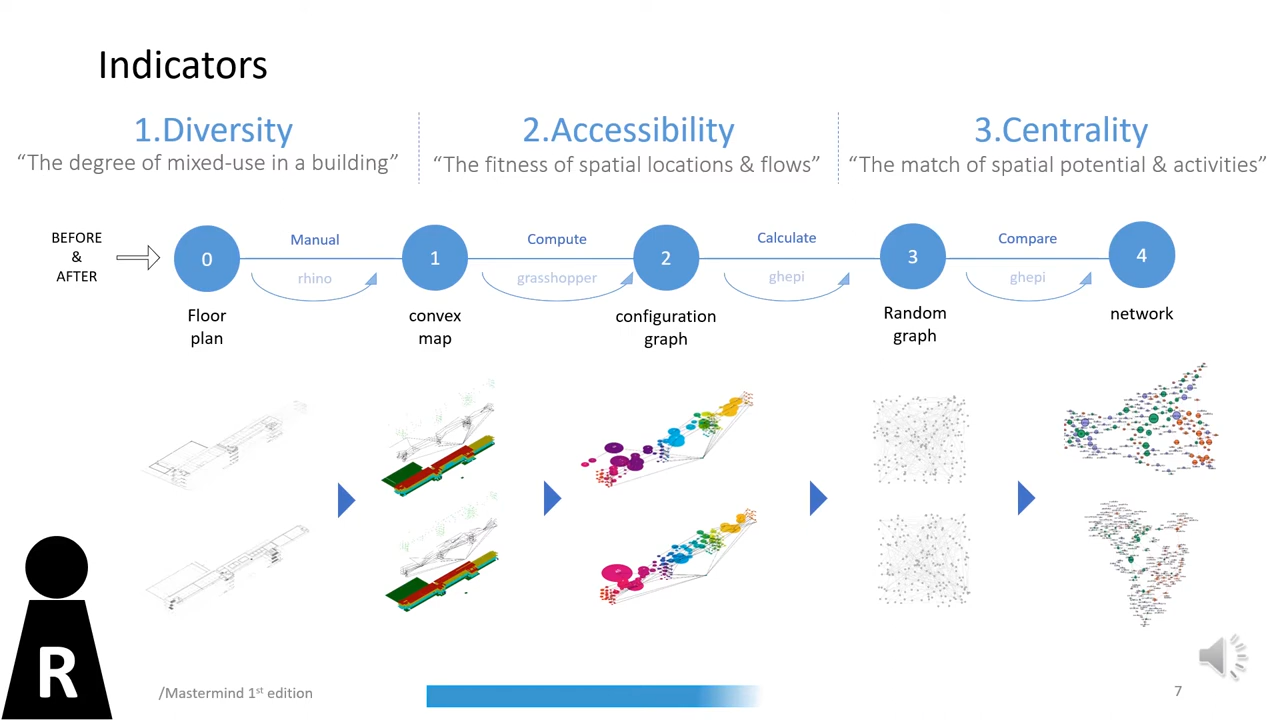 Indicators
1.Diversity
“The degree of mixed-use in a building”
2.Accessibility
“The fitness of spatial locations & flows”
3.Centrality
“The match of spatial potential & activities”
BEFORE
&
AFTER
0
Manual
rhino
1
Compute
grasshopper
2
Calculate
ghepi
3
Compare
ghepi
4
Floor
plan
convex
map
configuration
graph
Random
graph
network
R
/Mastermind 1st edition
7